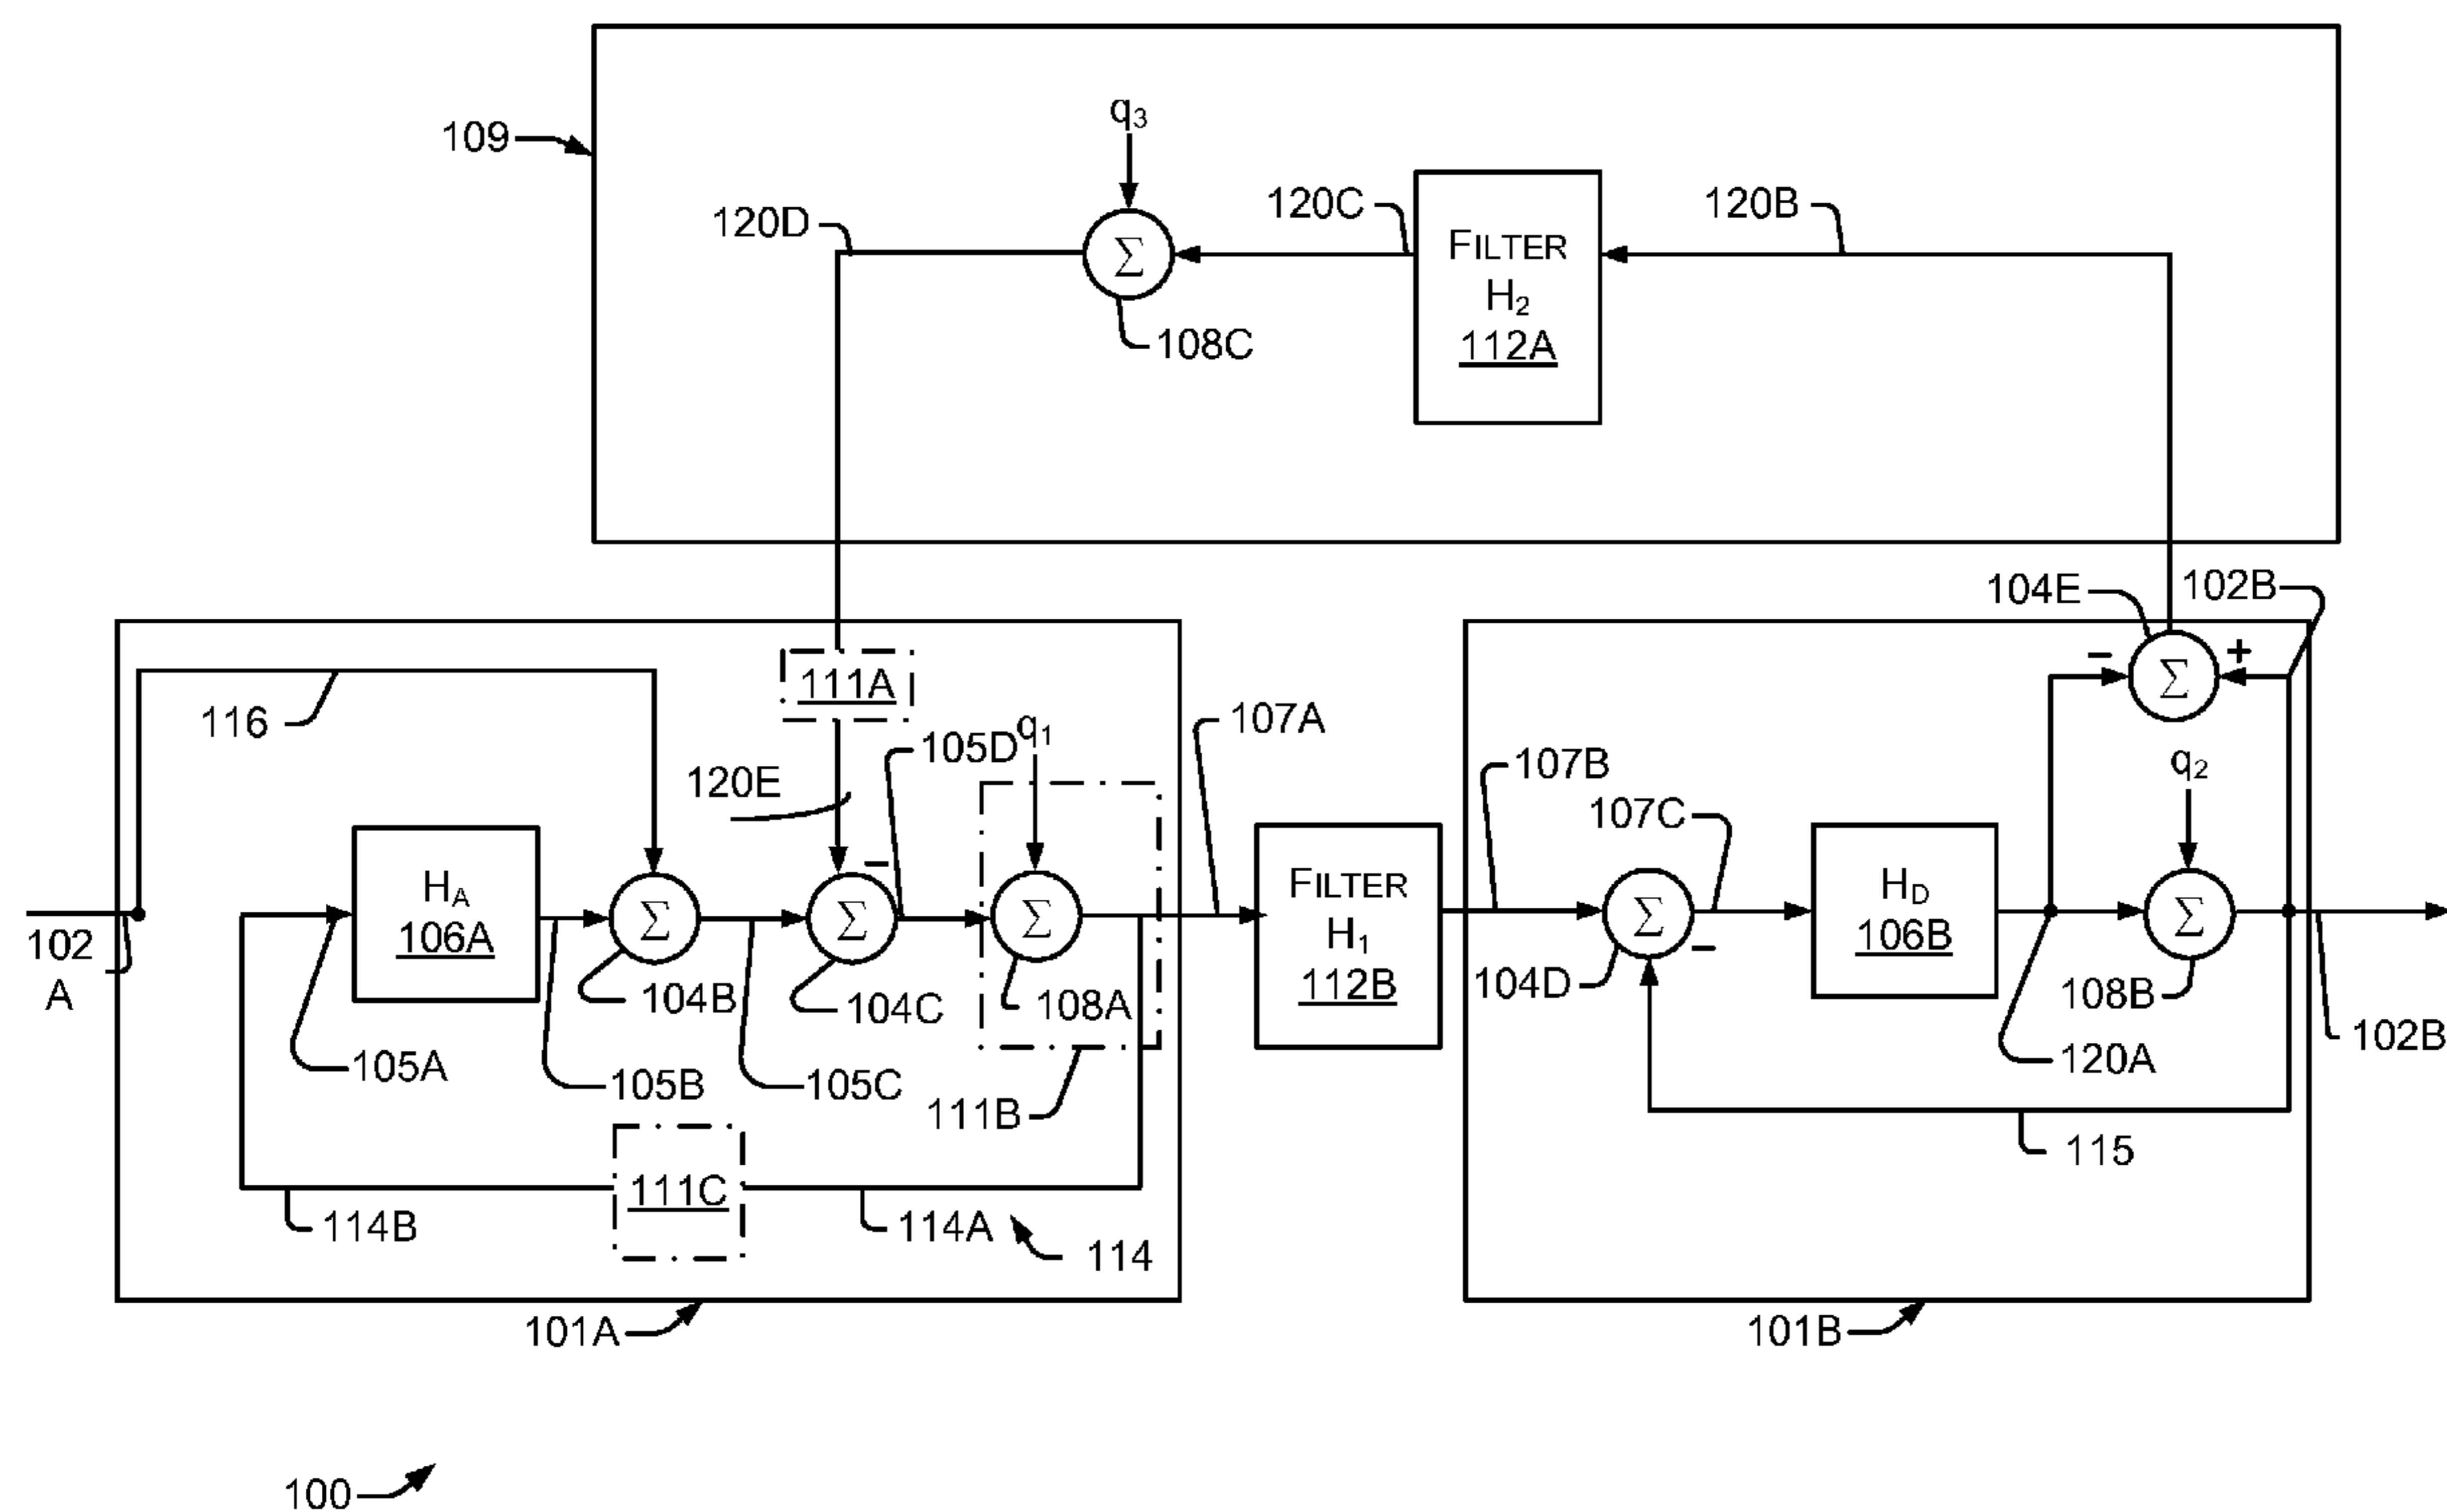 109
q3
120D
120C
120B
FILTER
H2
112A
108C
104E
102B
-
+
Σ
Σ
116
111A
q1
105D
107A
120E
107B
107C
q2
102
A
HA
106A
Σ
Σ
-
Σ
FILTER
H1
112B
Σ
-
HD
106B
Σ
104B
104C
108A
104D
108B
102B
105A
105B
105C
111B
120A
115
114B
111C
114A
114
101A
101B
100